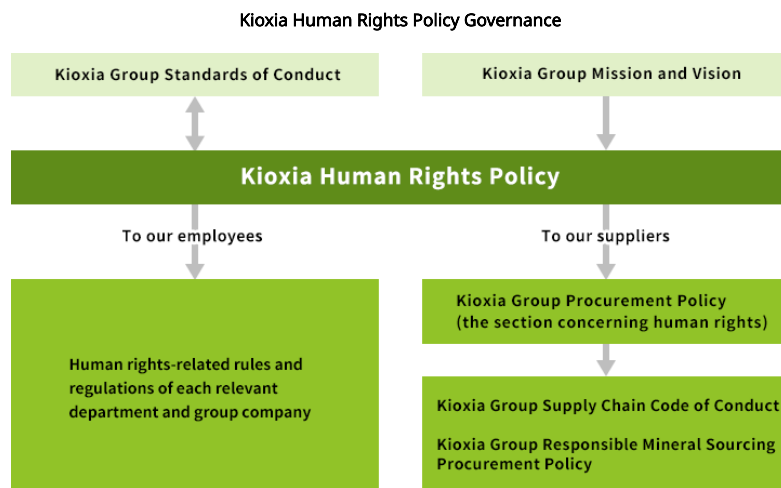 Kioxia Human Rights Policy Governance
Kioxia Group Standards of Conduct
Kioxia Group Mission and Vision
Kioxia Human Rights Policy
To our employees
To our suppliers
Human rights-related rules and
regulations of each relevant
department and group company
Kioxia Group Procurement Policy
(the section concerning human rights)
Kioxia Group Supply Chain Code of Conduct
Kioxia Group Responsible Mineral Sourcing
Procurement Policy